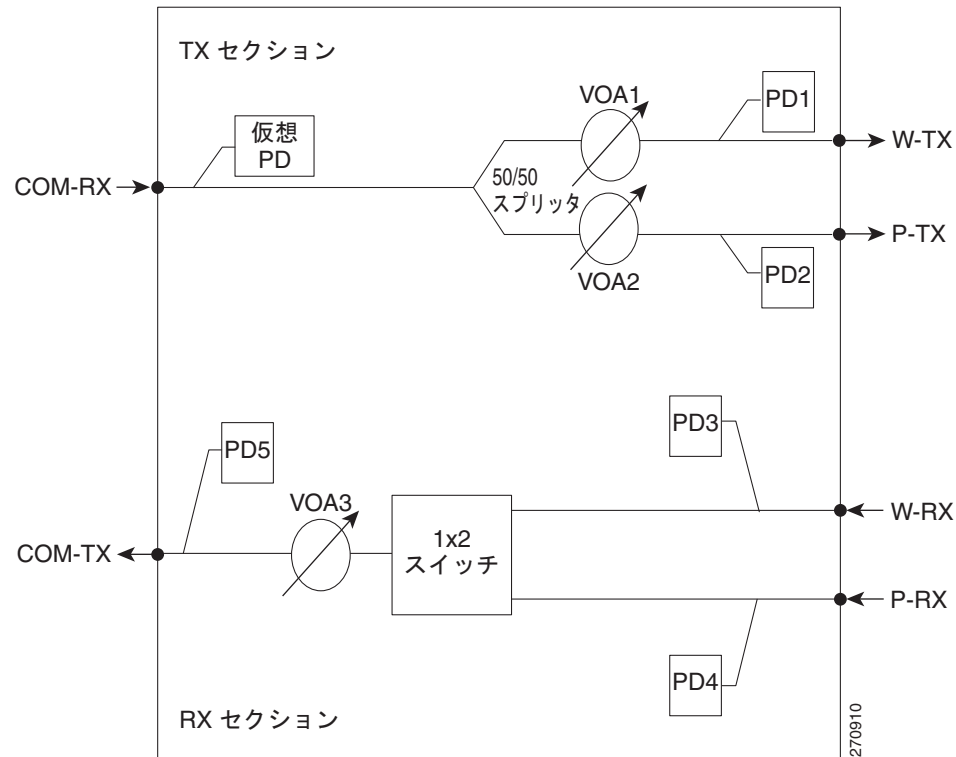 TX セクション
VOA1
PD1
仮想
PD
W-TX
COM-RX
50/50
スプリッタ
P-TX
VOA2
PD2
PD3
PD5
VOA3
W-RX
1x2
スイッチ
COM-TX
P-RX
PD4
RX セクション
270910